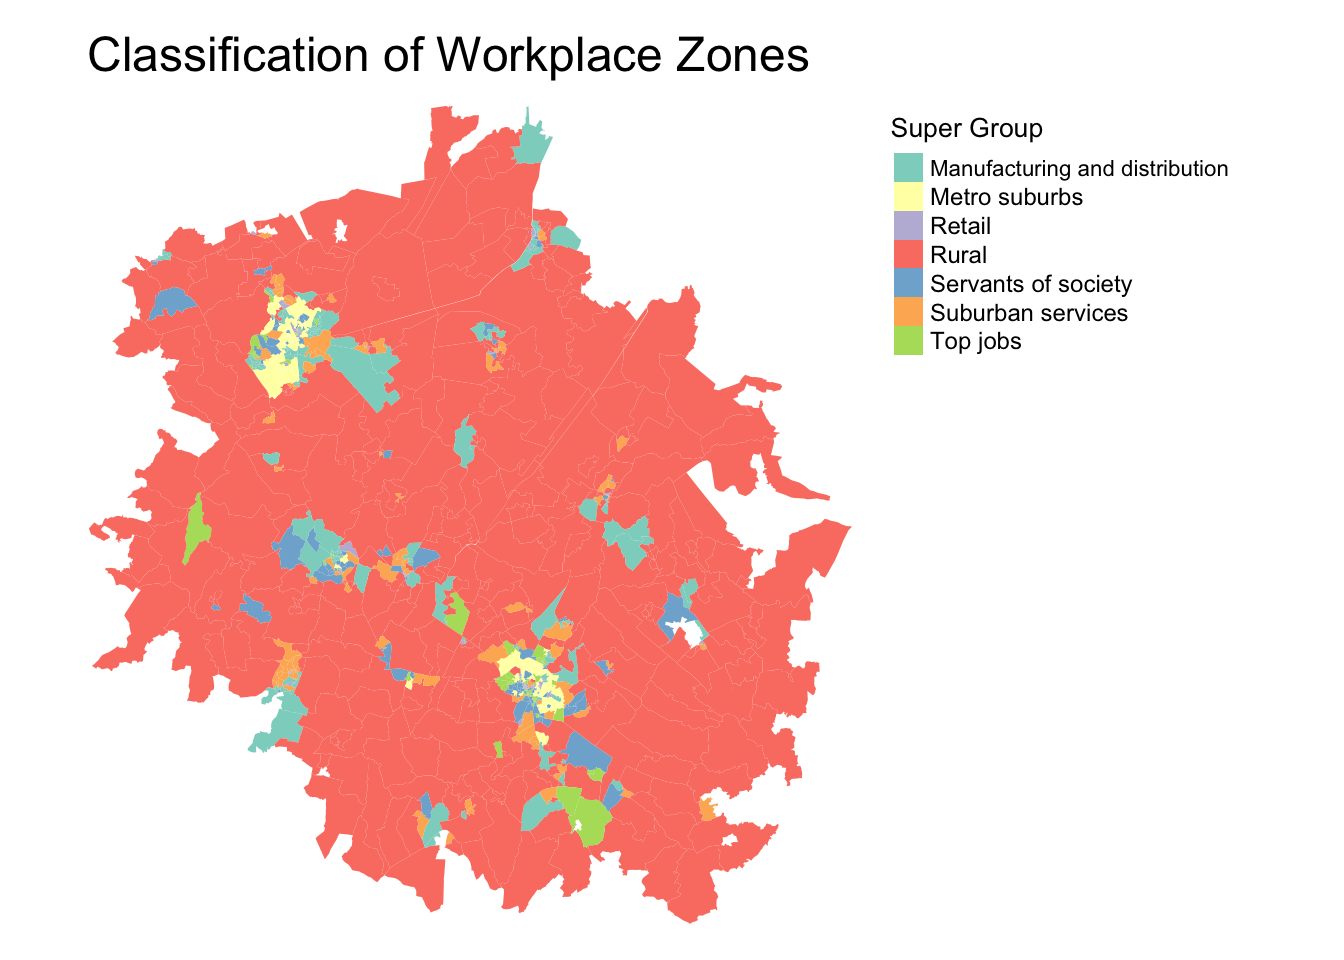 Classification of Workplace Zones
Super Group
Manufacturing and distribution
Metro suburbs
Retail
Rural
Servants of society
Suburban services
Top jobs